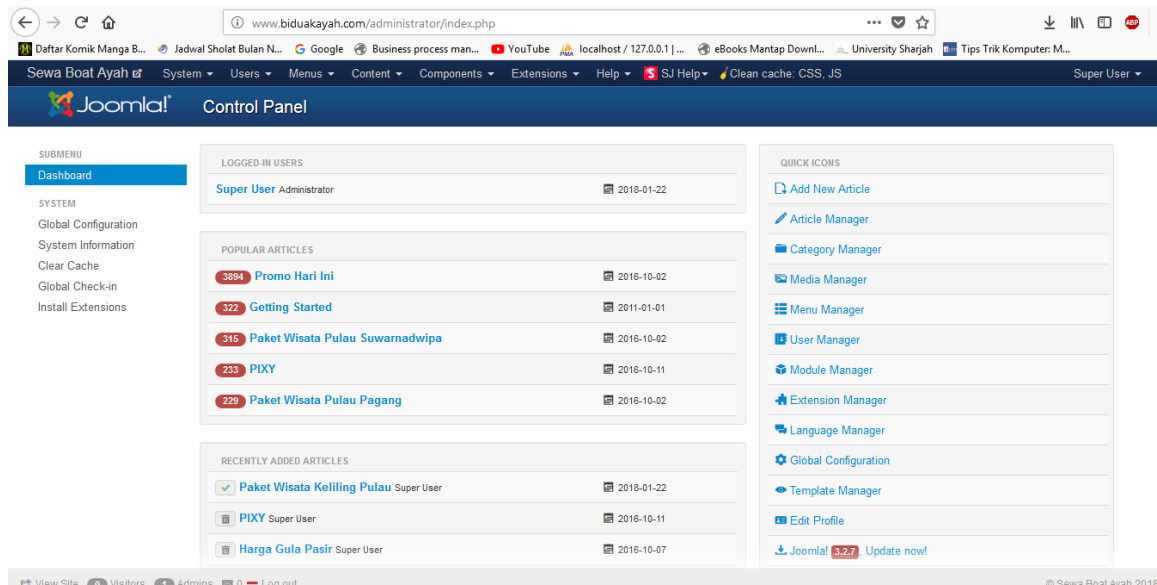 www.biduakayah.com/administrator/index.php
Daftar Komik Manga B... Jadwal Sholat Bulan N... Google Business process man... YouTube localhost / 127.0.0.1 | ... eBooks Mantap Downl... University Sharjah Tips Trik Komputer: M...
Sewa Boat Ayah System Users Menus Content Components Extensions Help SJ Help Clean cache: CSS, JS Super User
Joomla! Control Panel
SUBMENU
Dashboard
SYSTEM
Global Configuration
System Information
Clear Cache
Global Check-in
Install Extensions
LOGGED-IN USERS
Super User Administrator 2018-01-22
POPULAR ARTICLES
3894 Promo Hari Ini 2016-10-02
322 Getting Started 2011-01-01
315 Paket Wisata Pulau Suwarnadwipa 2016-10-02
233 PIXY 2016-10-11
229 Paket Wisata Pulau Pagang 2016-10-02
RECENTLY ADDED ARTICLES
Paket Wisata Keliling Pulau Super User 2018-01-22
PIXY Super User 2016-10-11
Harga Gula Pasir Super User 2016-10-07
QUICK ICONS
Add New Article
Article Manager
Category Manager
Media Manager
Menu Manager
User Manager
Module Manager
Extension Manager
Language Manager
Global Configuration
Template Manager
Edit Profile
Joomla! 3.2.7, Update now!
View Site 0 Visitors 1 Admins 0 Log out © Sewa Boat Ayah 2018